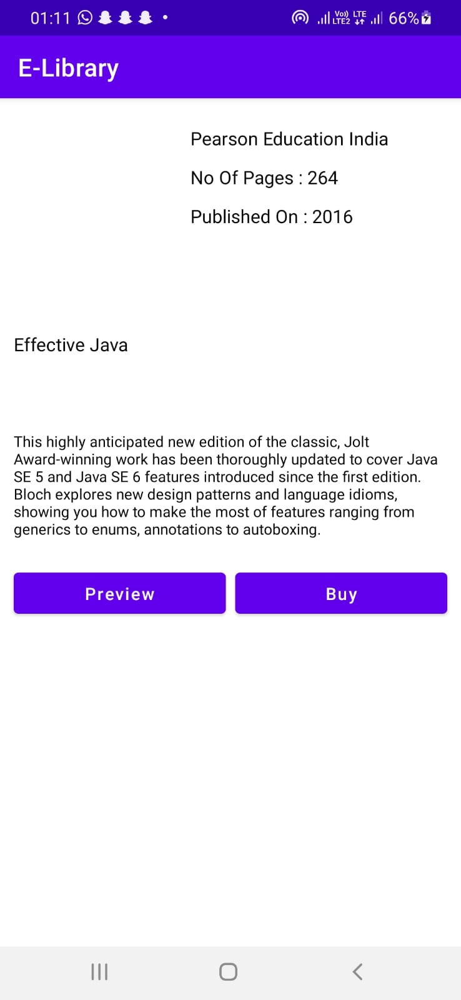 01:11 Vo)) LTE 66%
LTE2
E-Library
Pearson Education India
No Of Pages : 264
Published On : 2016
Effective Java
This highly anticipated new edition of the classic, Jolt
Award-winning work has been thoroughly updated to cover Java
SE 5 and Java SE 6 features introduced since the first edition.
Bloch explores new design patterns and language idioms,
showing you how to make the most of features ranging from
generics to enums, annotations to autoboxing.
Preview Buy